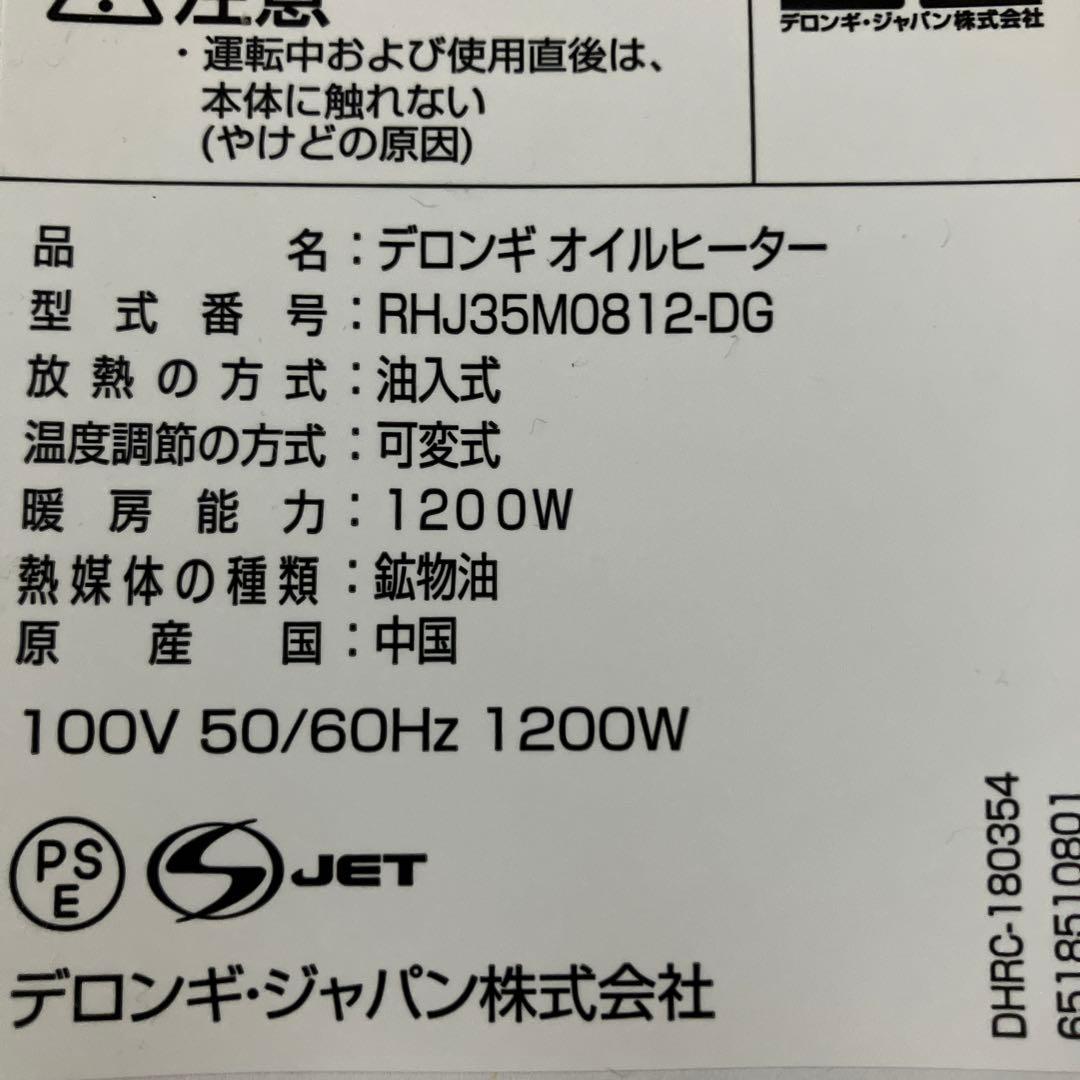 注意
・運転中および使用直後は、
本体に触れない
(やけどの原因)
デロンギ・ジャパン株式会社
品名：デロンギ オイルヒーター
型式番号：RHJ35M0812-DG
放熱の方式：油入式
温度調節の方式：可変式
暖房能力：1200W
熱媒体の種類：鉱物油
原産国：中国
100V 50/60Hz 1200W
PSE
S JET
デロンギ・ジャパン株式会社
DHRC-180354
6518510801